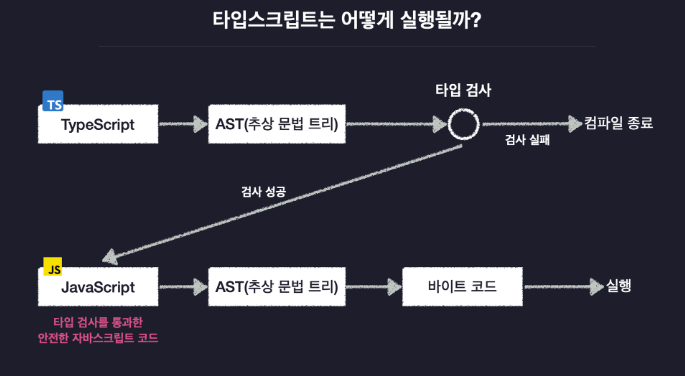 타입스크립트는 어떻게 실행될까?
타입 검사
TS
TypeScript
AST(추상 문법 트리)
컴파일 종료
검사 실패
검사 성공
JS
JavaScript
AST(추상 문법 트리)
바이트 코드
실행
타입 검사를 통과한
안전한 자바스크립트 코드